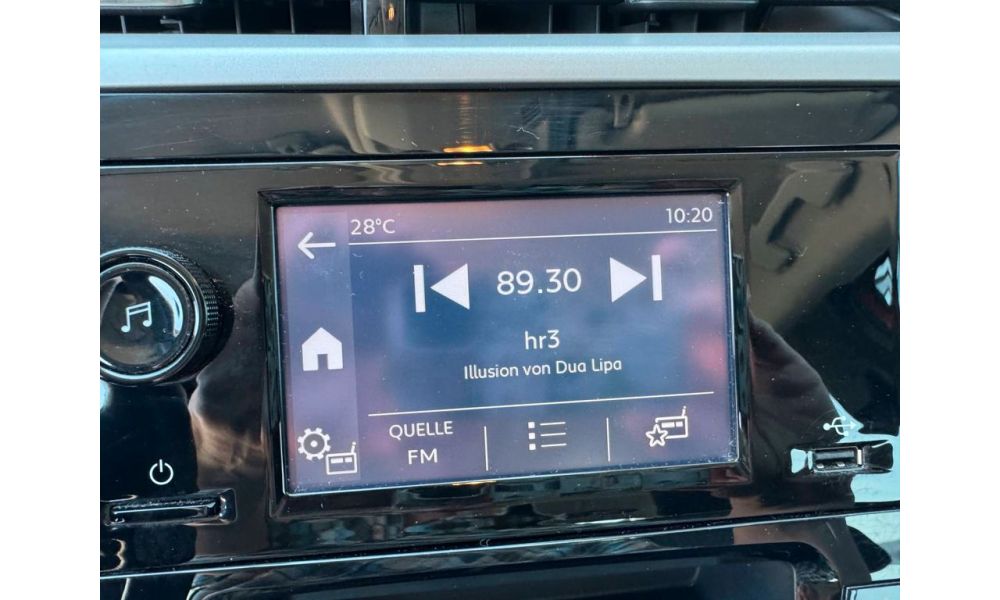 28°C
10:20
89.30
hr3
Illusion von Dua Lipa
QUELLE
FM